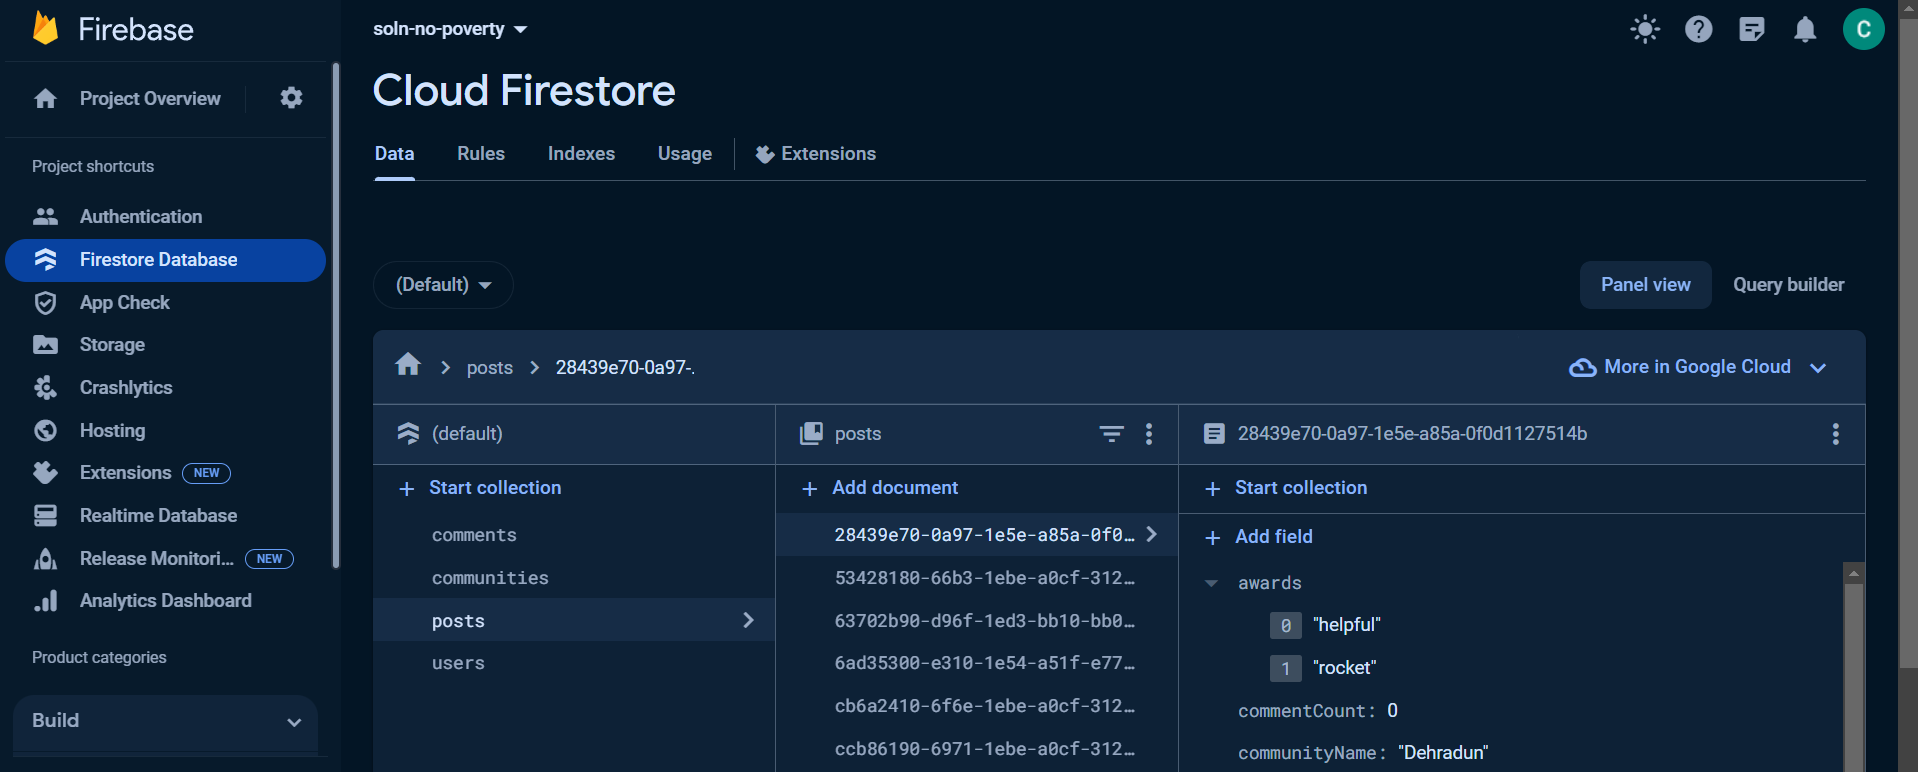 Firebase
Project Overview
Project shortcuts
Authentication
Firestore Database
App Check
Storage
Crashlytics
Hosting
Extensions NEW
Realtime Database
Release Monitori... NEW
Analytics Dashboard
Product categories
Build
soln-no-poverty
C
Cloud Firestore
Data Rules Indexes Usage Extensions
(Default)
Panel view Query builder
posts 28439e70-0a97-.
More in Google Cloud
(default)
Start collection
comments
communities
posts
users
posts
Add document
28439e70-0a97-1e5e-a85a-0f0...
53428180-66b3-1ebe-a0cf-312...
63702b90-d96f-1ed3-bb10-bb0...
6ad35300-e310-1e54-a51f-e77...
cb6a2410-6f6e-1ebe-a0cf-312...
ccb86190-6971-1ebe-a0cf-312...
28439e70-0a97-1e5e-a85a-0f0d1127514b
Start collection
Add field
awards
0 "helpful"
1 "rocket"
commentCount: 0
communityName: "Dehradun"